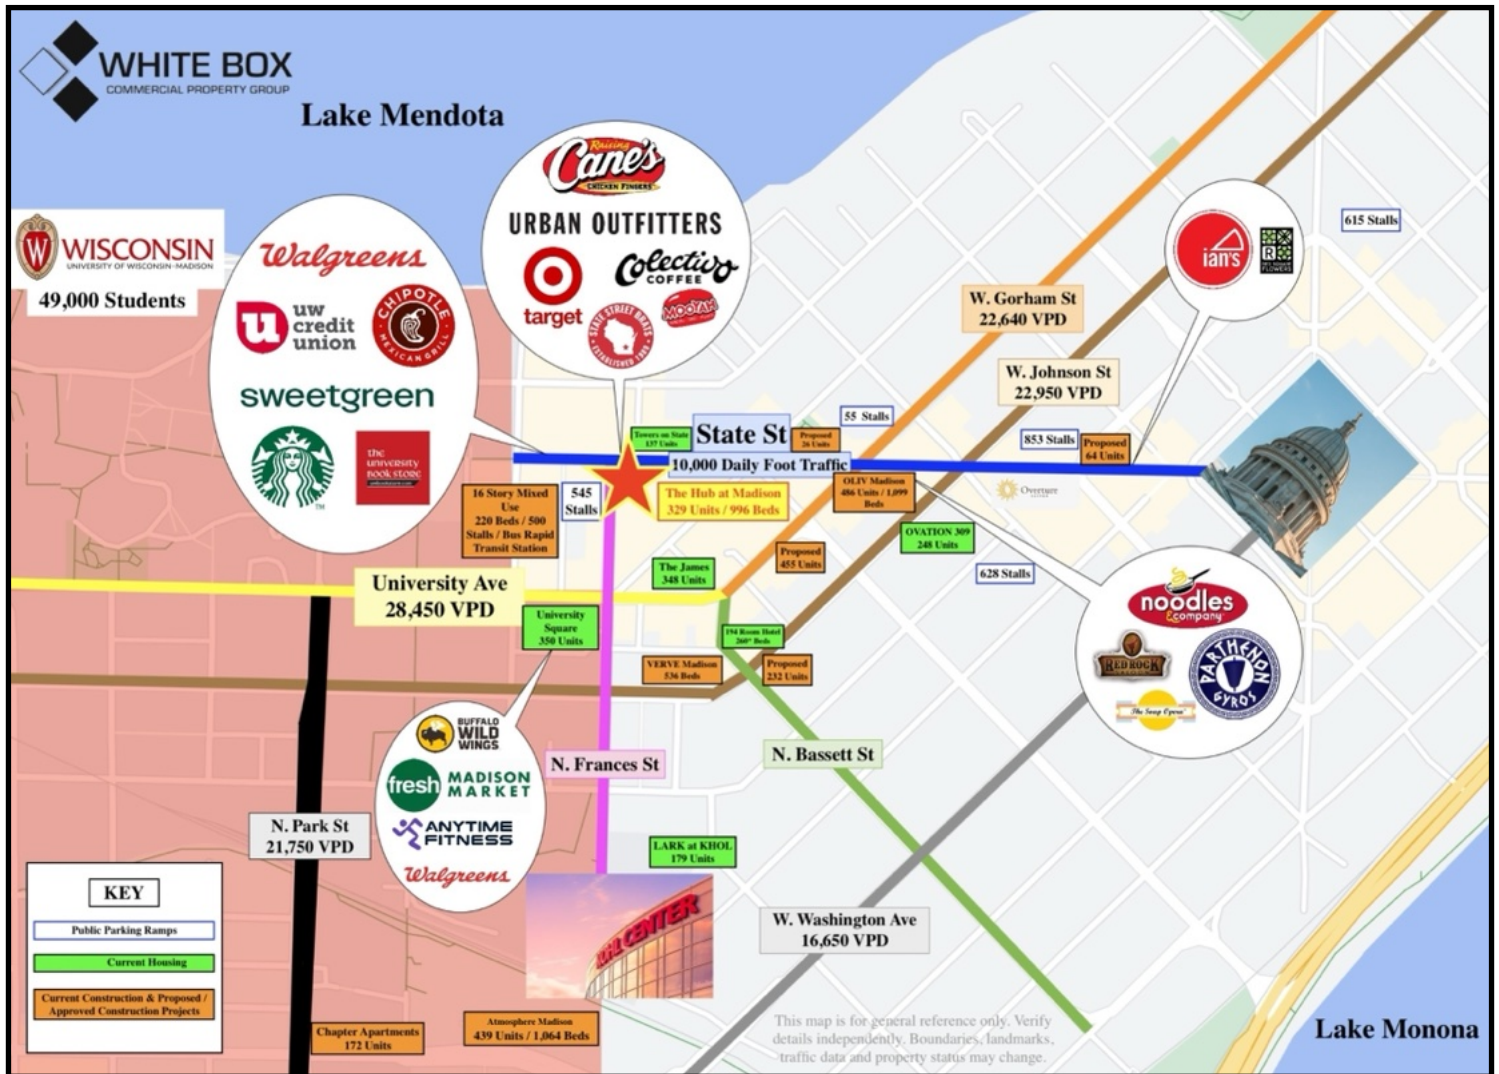 WHITE BOX
COMMERCIAL PROPERTY GROUP
Lake Mendota
W
WISCONSIN
UNIVERSITY OF WISCONSIN-MADISON
49,000 Students
Walgreens
uw
credit
union
CHIPOTLE
MEXICAN GRILL
sweetgreen
TM
the
university
book store
Raising
Cane's
CHICKEN FINGERS
URBAN OUTFITTERS
target
Colectivo
COFFEE
STATE STREET BRATS
ESTABLISHED
MOOYAH
ian's
R
FLOWERS
615 Stalls
W. Gorham St
22,640 VPD
W. Johnson St
22,950 VPD
55 Stalls
853 Stalls
Proposed
64 Units
Towers on State
137 Units
State St
Proposed
26 Units
10,000 Daily Foot Traffic
16 Story Mixed
Use
220 Beds / 500
Stalls / Bus Rapid
Transit Station
545
Stalls
The Hub at Madison
329 Units / 996 Beds
OLIV Madison
486 Units / 1,099
Beds
Overture
OVATION 309
248 Units
628 Stalls
Proposed
455 Units
The James
348 Units
University Ave
28,450 VPD
University
Square
350 Units
194 Room Hotel
260* Beds
VERVE Madison
536 Beds
Proposed
232 Units
noodles
&company
RED ROCK
SALOON
PARTHENON
GYROS
The Soap Opera
BUFFALO
WILD
WINGS
fresh
MADISON
MARKET
ANYTIME
FITNESS
Walgreens
N. Frances St
N. Bassett St
N. Park St
21,750 VPD
LARK at KHOL
179 Units
KOHL CENTER
W. Washington Ave
16,650 VPD
KEY
Public Parking Ramps
Current Housing
Current Construction & Proposed /
Approved Construction Projects
Chapter Apartments
172 Units
Atmosphere Madison
439 Units / 1,064 Beds
This map is for general reference only. Verify
details independently. Boundaries, landmarks,
traffic data and property status may change.
Lake Monona